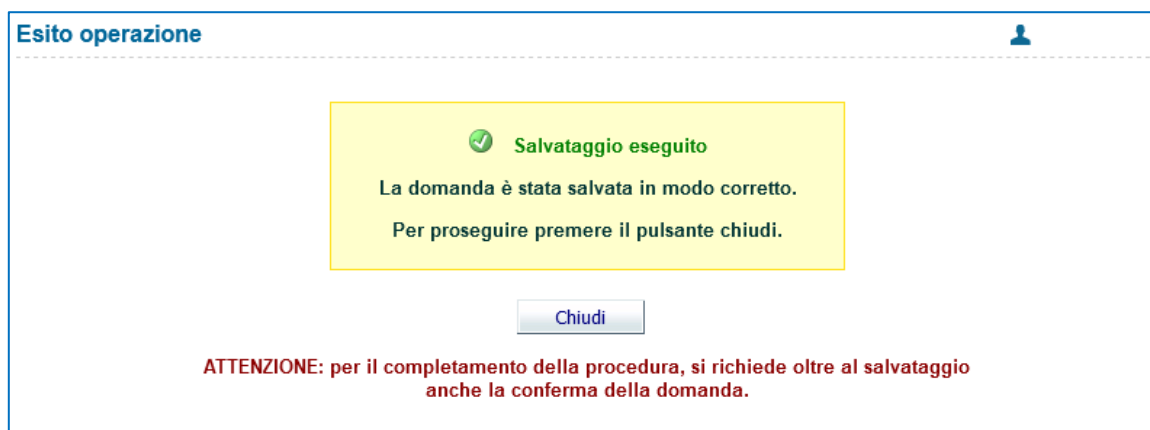 Esito operazione
Salvataggio eseguito
La domanda è stata salvata in modo corretto.
Per proseguire premere il pulsante chiudi.
Chiudi
ATTENZIONE: per il completamento della procedura, si richiede oltre al salvataggio
anche la conferma della domanda.